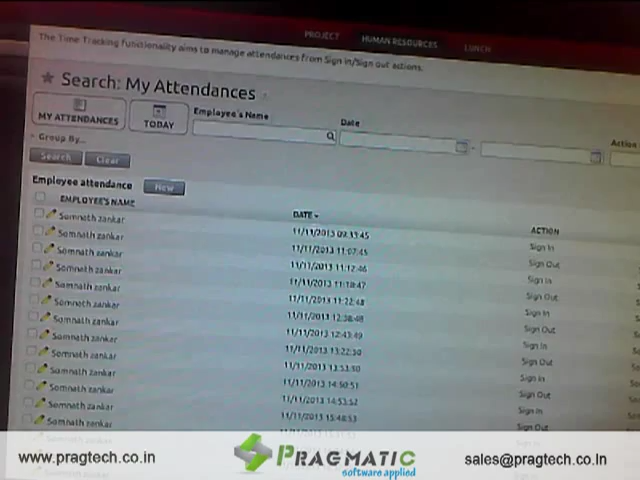 PROJECT HUMAN RESOURCES LUNCH
The Time Tracking functionality aims to manage attendances from Sign in/Sign out actions.
Search: My Attendances
MY ATTENDANCES TODAY Employee's Name Date Action
Group By...
Search Clear
Employee attendance New
EMPLOYEE'S NAME DATE ACTION
Somnath zankar 11/11/2013 09:33:45 Sign In
Somnath zankar 11/11/2013 11:07:45 Sign Out
Somnath zankar 11/11/2013 11:12:46 Sign In
Somnath zankar 11/11/2013 11:18:47 Sign Out
Somnath zankar 11/11/2013 11:22:48 Sign In
Somnath zankar 11/11/2013 12:38:48 Sign Out
Somnath zankar 11/11/2013 12:43:49 Sign In
Somnath zankar 11/11/2013 13:22:50 Sign Out
Somnath zankar 11/11/2013 13:53:50 Sign In
Somnath zankar 11/11/2013 14:50:51 Sign Out
Somnath zankar 11/11/2013 14:53:52 Sign In
Somnath zankar 11/11/2013 15:48:53 Sign Out
Somnath zankar
www.pragtech.co.in PRAGMATIC sales@pragtech.co.in
software applied